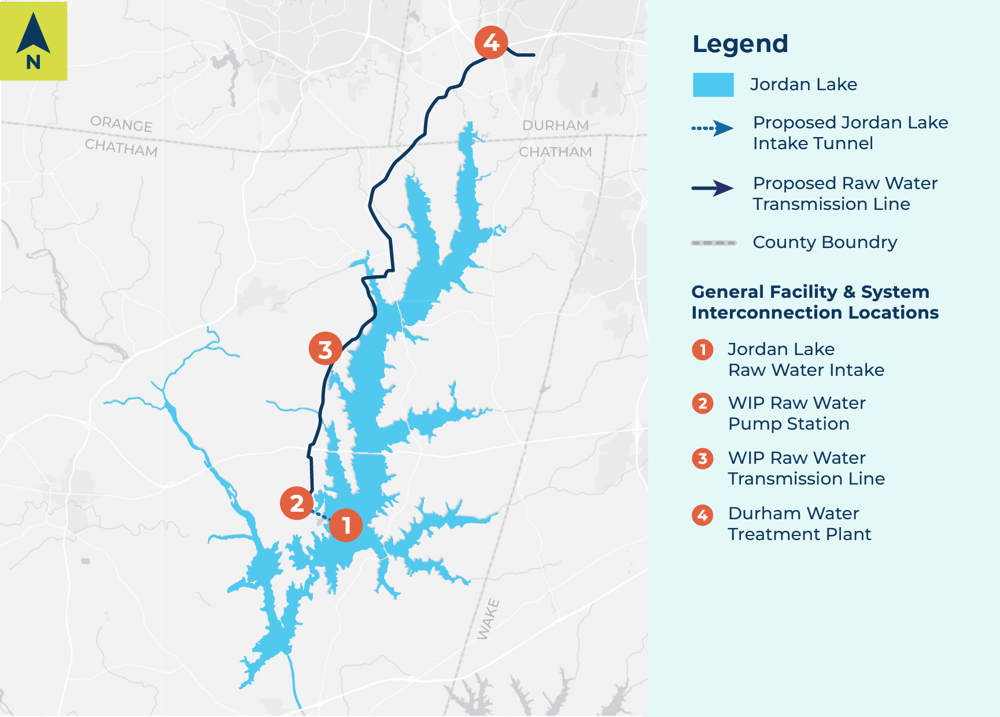 N
ORANGE
CHATHAM
DURHAM
CHATHAM
WAKE
4
3
2
1
Legend
Jordan Lake
Proposed Jordan Lake
Intake Tunnel
Proposed Raw Water
Transmission Line
County Boundry
General Facility & System
Interconnection Locations
1 Jordan Lake
Raw Water Intake
2 WIP Raw Water
Pump Station
3 WIP Raw Water
Transmission Line
4 Durham Water
Treatment Plant